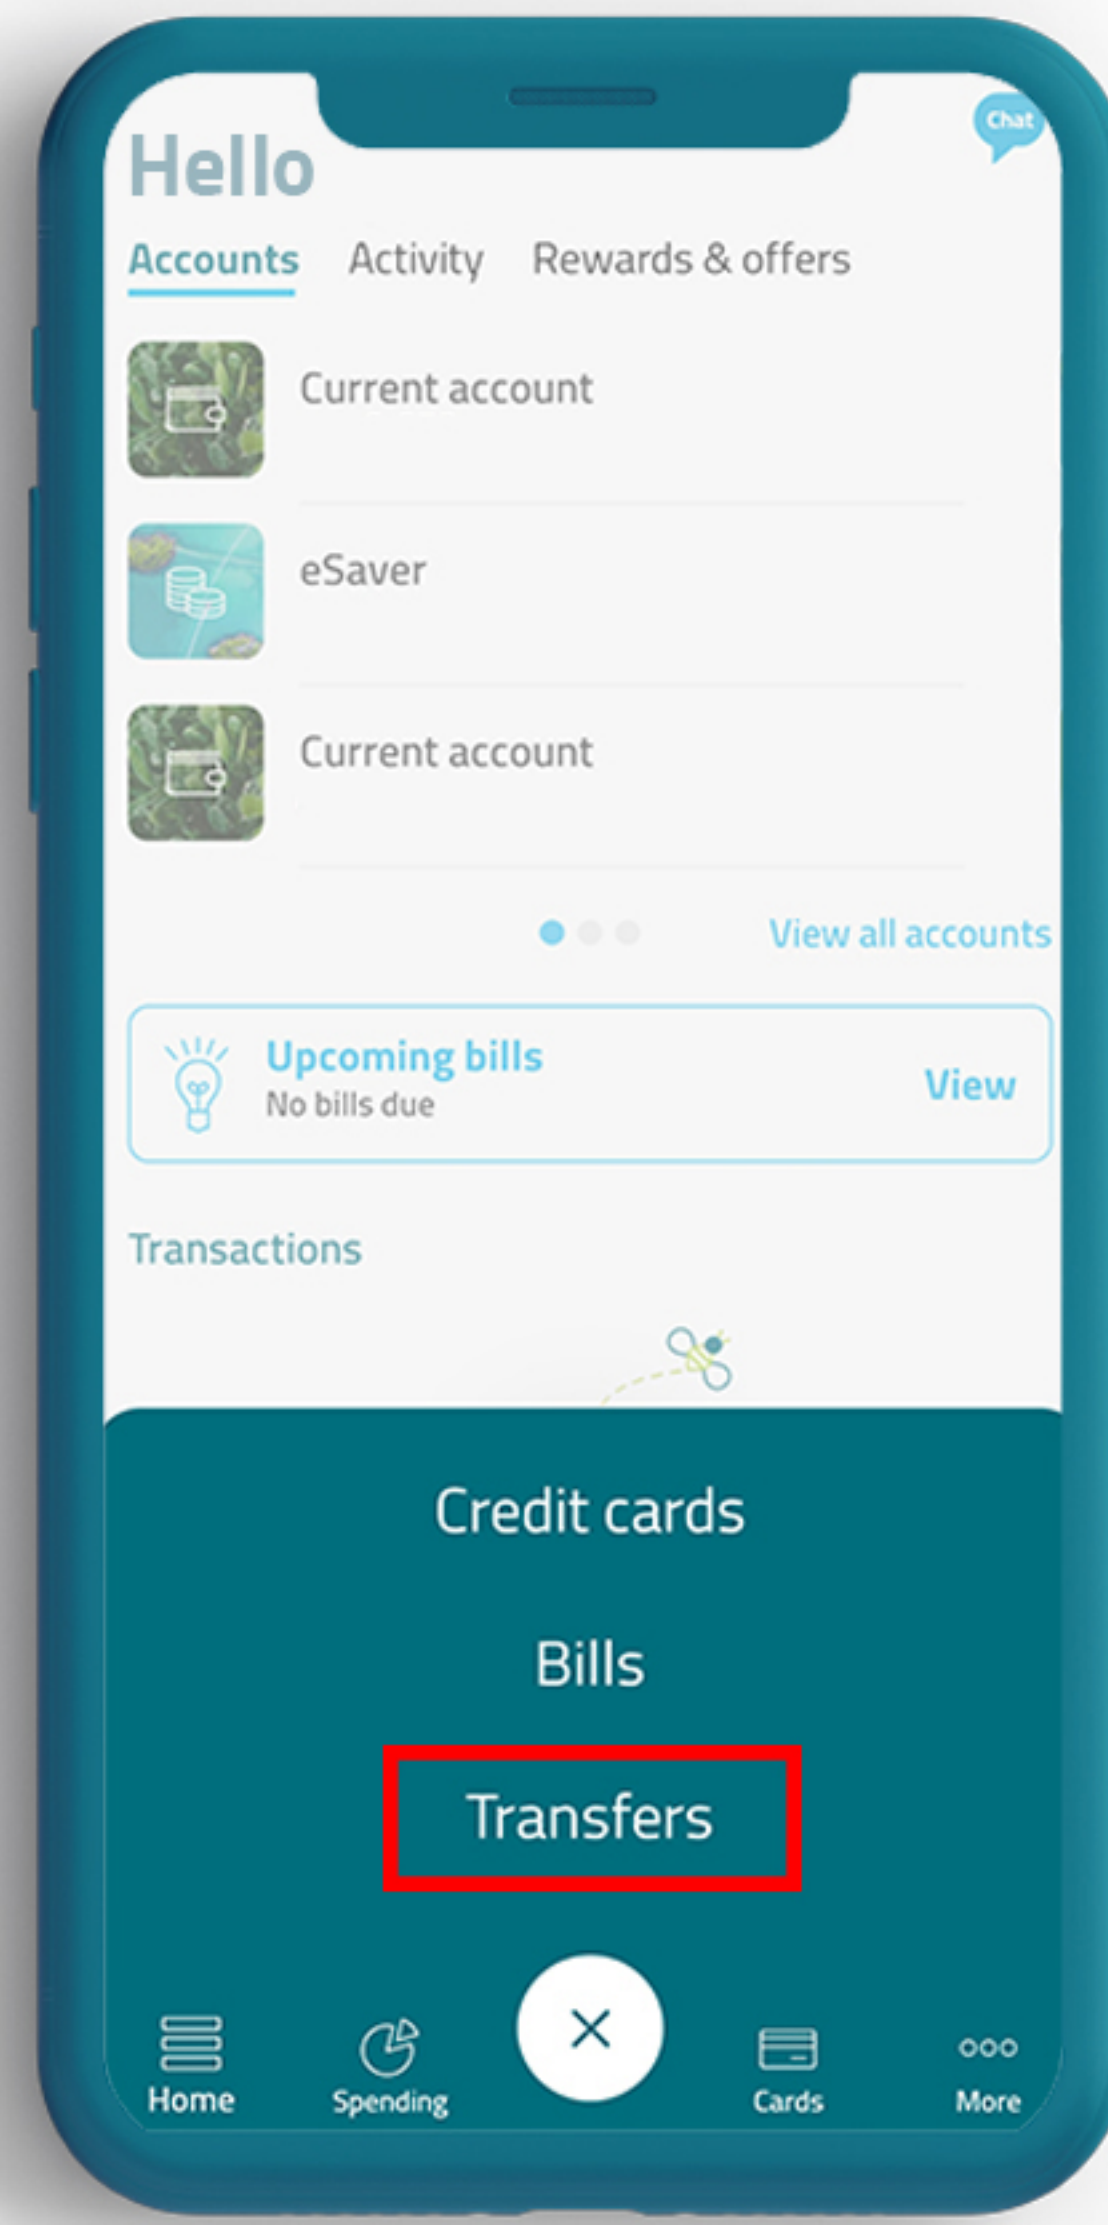 Chat
Hello
Accounts Activity Rewards & offers
Current account
eSaver
Current account
View all accounts
Upcoming bills
No bills due
View
Transactions
Credit cards
Bills
Transfers
Home Spending Cards More